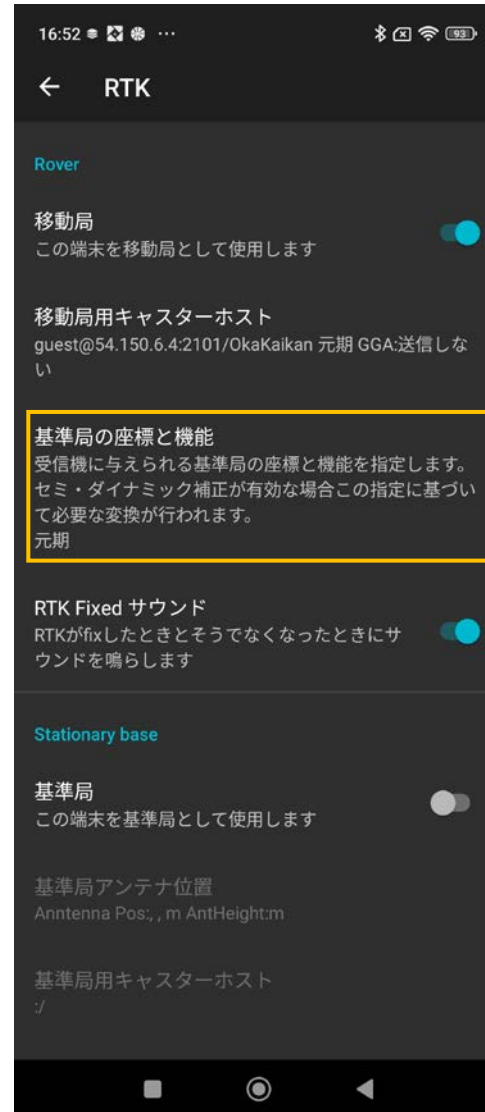 16:52
93
RTK
Rover
移動局
この端末を移動局として使用します
移動局用キャスターホスト
guest@54.150.6.4:2101/OkaKaikan 元期 GGA:送信しな
い
基準局の座標と機能
受信機に与えられる基準局の座標と機能を指定します。
セミ・ダイナミック補正が有効な場合この指定に基づい
て必要な変換が行われます。
元期
RTK Fixed サウンド
RTKがfixしたときとそうでなくなったときにサ
ウンドを鳴らします
Stationary base
基準局
この端末を基準局として使用します
基準局アンテナ位置
Anntenna Pos:, , m AntHeight:m
基準局用キャスターホスト
:/